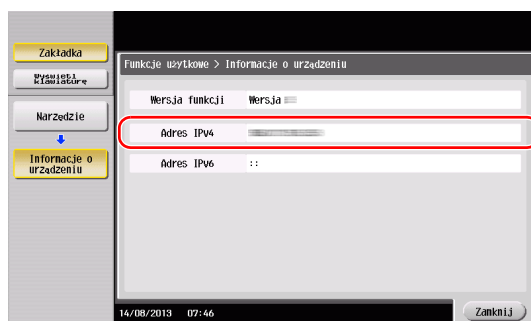 Zakładka
Funkcje użytkowe > Informacje o urządzeniu
Wyświetl
klawiaturę
Wersja funkcji Wersja
Narzędzie
Adres IPv4
Informacje o
urządzeniu
Adres IPv6 ::
14/08/2013 07:46
Zamknij